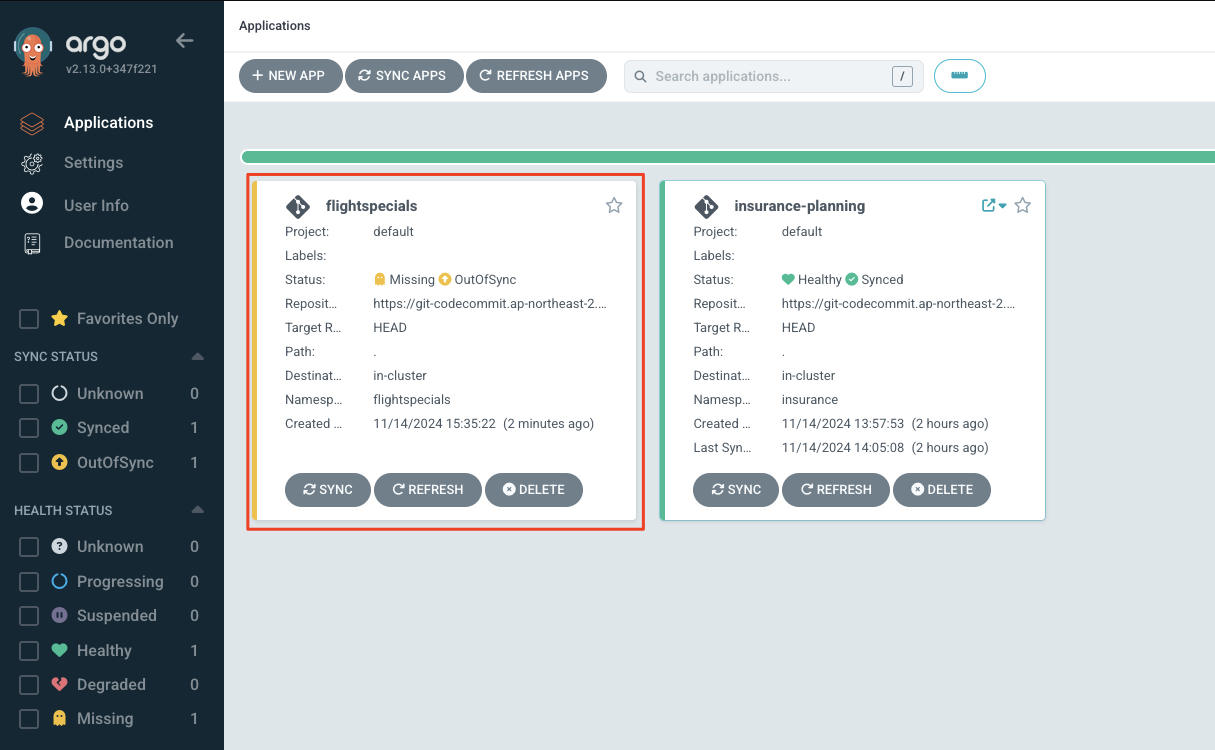 argo
v2.13.0+347f221
Applications
Settings
User Info
Documentation
Favorites Only
SYNC STATUS
Unknown 0
Synced 1
OutOfSync 1
HEALTH STATUS
Unknown 0
Progressing 0
Suspended 0
Healthy 1
Degraded 0
Missing 1
Applications
NEW APP SYNC APPS REFRESH APPS Search applications... /
flightspecials
Project: default
Labels:
Status: Missing OutOfSync
Reposit... https://git-codecommit.ap-northeast-2....
Target R... HEAD
Path: .
Destinat... in-cluster
Namesp... flightspecials
Created ... 11/14/2024 15:35:22 (2 minutes ago)
SYNC REFRESH DELETE
insurance-planning
Project: default
Labels:
Status: Healthy Synced
Reposit... https://git-codecommit.ap-northeast-2....
Target R... HEAD
Path: .
Destinat... in-cluster
Namesp... insurance
Created ... 11/14/2024 13:57:53 (2 hours ago)
Last Syn... 11/14/2024 14:05:08 (2 hours ago)
SYNC REFRESH DELETE